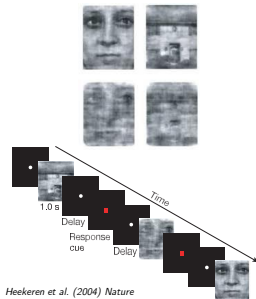 Time
1.0 s
Delay
Response
cue
Delay
Heekeren et al. (2004) Nature